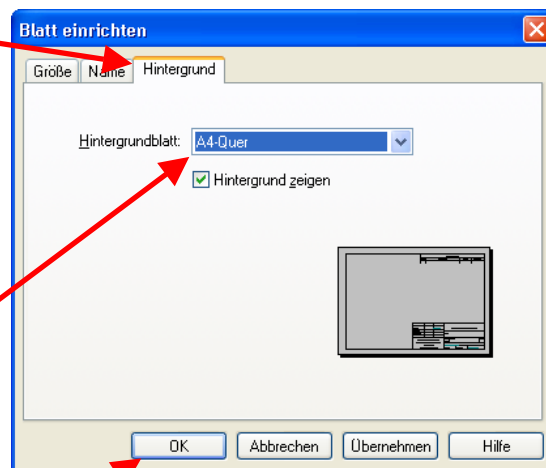 Blatt einrichten
Größe Name Hintergrund
Hintergrundblatt: A4-Quer
Hintergrund zeigen
OK Abbrechen Übernehmen Hilfe